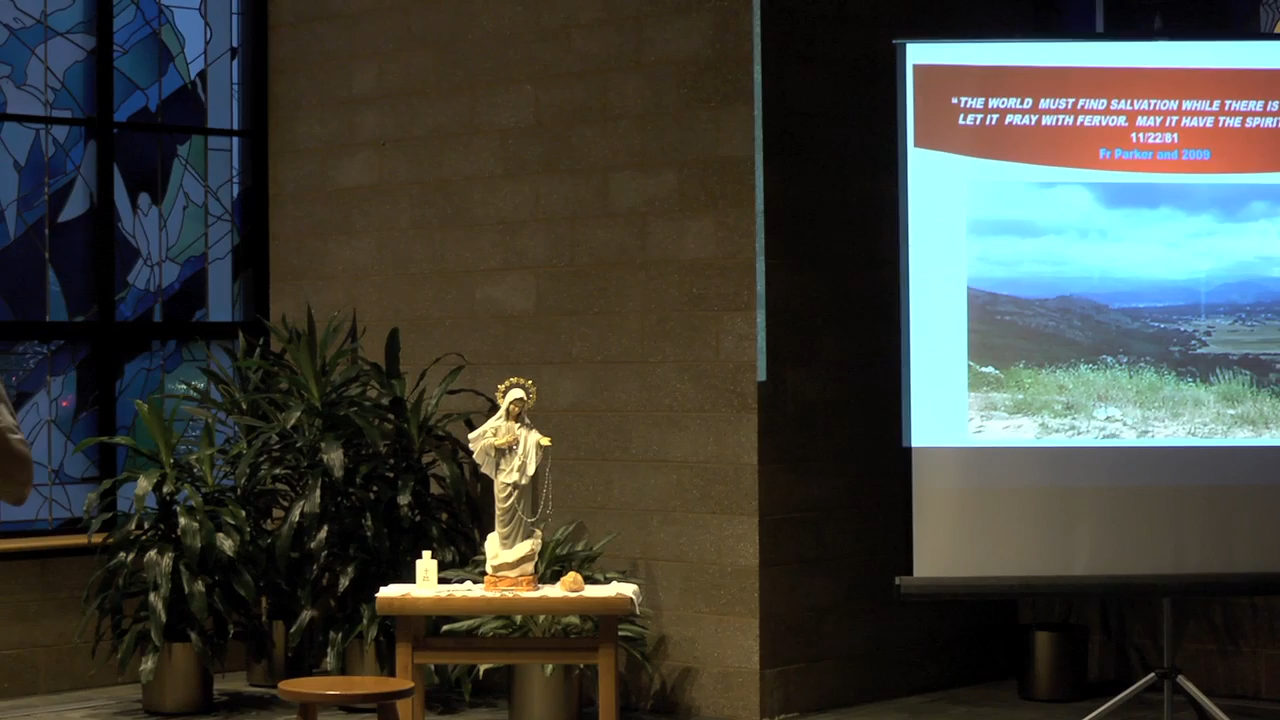 “THE WORLD MUST FIND SALVATION WHILE THERE IS
LET IT PRAY WITH FERVOR. MAY IT HAVE THE SPIRIT
11/22/81
Fr Parker and 2009